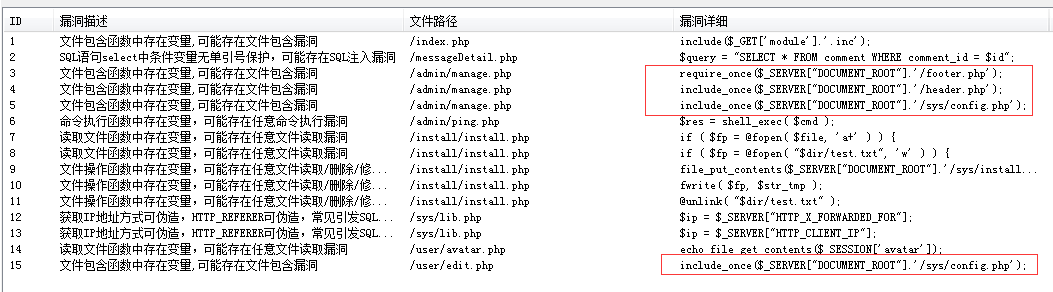 ID 漏洞描述 文件路径 漏洞详细
1 文件包含函数中存在变量,可能存在文件包含漏洞 /index.php include($_GET['module'].'.inc');
2 SQL语句select中条件变量无单引号保护，可能存在SQL注入漏洞 /messageDetail.php $query = "SELECT * FROM comment WHERE comment_id = $id";
3 文件包含函数中存在变量,可能存在文件包含漏洞 /admin/manage.php require_once($_SERVER["DOCUMENT_ROOT"].'/footer.php');
4 文件包含函数中存在变量,可能存在文件包含漏洞 /admin/manage.php include_once($_SERVER["DOCUMENT_ROOT"].'/header.php');
5 文件包含函数中存在变量,可能存在文件包含漏洞 /admin/manage.php include_once($_SERVER["DOCUMENT_ROOT"].'/sys/config.php');
6 命令执行函数中存在变量，可能存在任意命令执行漏洞 /admin/ping.php $res = shell_exec( $cmd );
7 读取文件函数中存在变量，可能存在任意文件读取漏洞 /install/install.php if ( $fp = @fopen( $file, 'a+' ) ) {
8 读取文件函数中存在变量，可能存在任意文件读取漏洞 /install/install.php if ( $fp = @fopen( "$dir/test.txt", 'w' ) ) {
9 文件操作函数中存在变量，可能存在任意文件读取/删除/修... /install/install.php file_put_contents($_SERVER["DOCUMENT_ROOT"].'/sys/install...
10 文件操作函数中存在变量，可能存在任意文件读取/删除/修... /install/install.php fwrite( $fp, $str_tmp );
11 文件操作函数中存在变量，可能存在任意文件读取/删除/修... /install/install.php @unlink( "$dir/test.txt" );
12 获取IP地址方式可伪造，HTTP_REFERER可伪造，常见引发SQL... /sys/lib.php $ip = $_SERVER["HTTP_X_FORWARDED_FOR"];
13 获取IP地址方式可伪造，HTTP_REFERER可伪造，常见引发SQL... /sys/lib.php $ip = $_SERVER["HTTP_CLIENT_IP"];
14 读取文件函数中存在变量，可能存在任意文件读取漏洞 /user/avatar.php echo file_get_contents($_SESSION['avatar']);
15 文件包含函数中存在变量,可能存在文件包含漏洞 /user/edit.php include_once($_SERVER["DOCUMENT_ROOT"].'/sys/config.php');